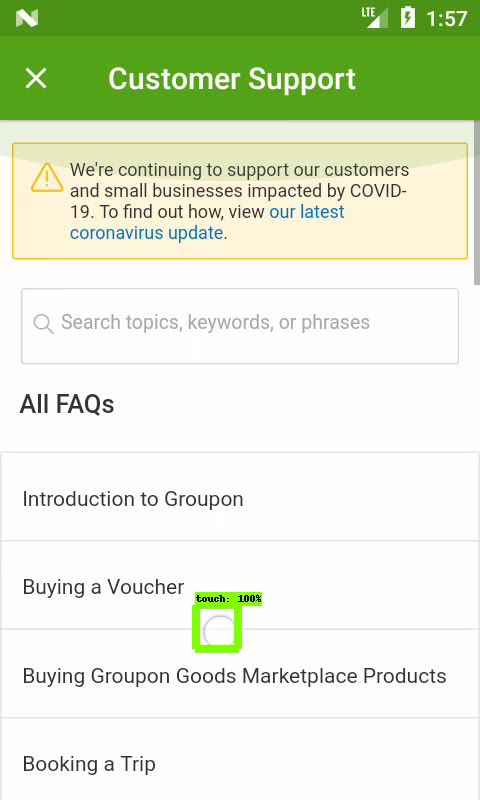 LTE 1:57
Customer Support
We're continuing to support our customers
and small businesses impacted by COVID-
19. To find out how, view our latest
coronavirus update.
Search topics, keywords, or phrases
All FAQs
Introduction to Groupon
Buying a Voucher
touch: 100%
Buying Groupon Goods Marketplace Products
Booking a Trip